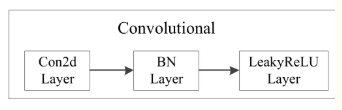 Convolutional
Con2d
Layer
BN
Layer
LeakyReLU
Layer